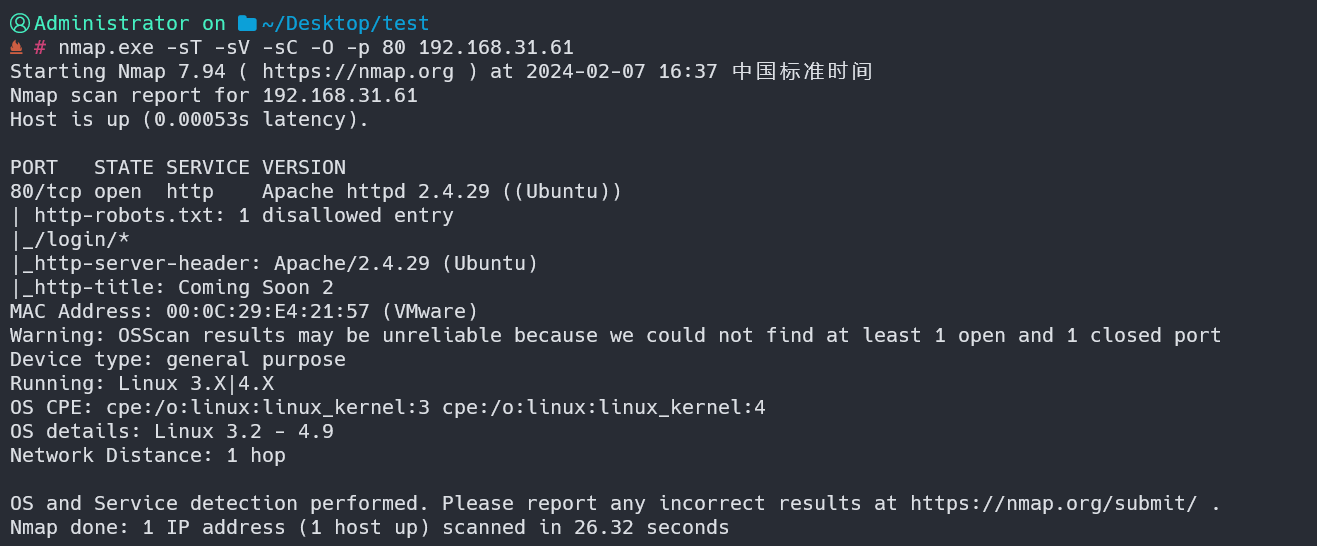 Administrator on ~/Desktop/test
# nmap.exe -sT -sV -sC -O -p 80 192.168.31.61
Starting Nmap 7.94 ( https://nmap.org ) at 2024-02-07 16:37 中国标准时间
Nmap scan report for 192.168.31.61
Host is up (0.00053s latency).
PORT   STATE SERVICE VERSION
80/tcp open  http    Apache httpd 2.4.29 ((Ubuntu))
| http-robots.txt: 1 disallowed entry
|_/login/*
|_http-server-header: Apache/2.4.29 (Ubuntu)
|_http-title: Coming Soon 2
MAC Address: 00:0C:29:E4:21:57 (VMware)
Warning: OSScan results may be unreliable because we could not find at least 1 open and 1 closed port
Device type: general purpose
Running: Linux 3.X|4.X
OS CPE: cpe:/o:linux:linux_kernel:3 cpe:/o:linux:linux_kernel:4
OS details: Linux 3.2 - 4.9
Network Distance: 1 hop
OS and Service detection performed. Please report any incorrect results at https://nmap.org/submit/ .
Nmap done: 1 IP address (1 host up) scanned in 26.32 seconds